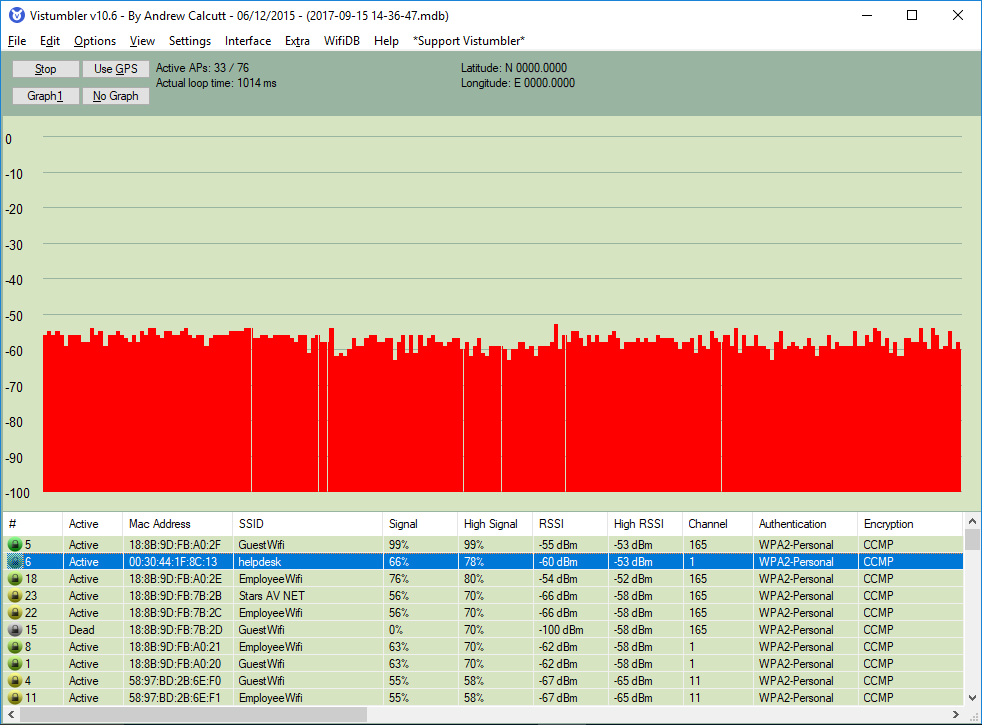 Vistumbler v10.6 - By Andrew Calcutt - 06/12/2015 - (2017-09-15 14-36-47.mdb)
File Edit Options View Settings Interface Extra WifiDB Help *Support Vistumbler*
Stop Use GPS Active APs: 33 / 76 Latitude: N 0000.0000
Actual loop time: 1014 ms Longitude: E 0000.0000
Graph1 No Graph
0
-10
-20
-30
-40
-50
-60
-70
-80
-90
-100
# Active Mac Address SSID Signal High Signal RSSI High RSSI Channel Authentication Encryption
5 Active 18:8B:9D:FB:A0:2F GuestWifi 99% 99% -55 dBm -53 dBm 165 WPA2-Personal CCMP
6 Active 00:30:44:1F:8C:13 helpdesk 66% 78% -60 dBm -53 dBm 1 WPA2-Personal CCMP
18 Active 18:8B:9D:FB:A0:2E EmployeeWifi 76% 80% -54 dBm -52 dBm 165 WPA2-Personal CCMP
23 Active 18:8B:9D:FB:7B:2B Stars AV NET 56% 70% -66 dBm -58 dBm 165 WPA2-Personal CCMP
22 Active 18:8B:9D:FB:7B:2C EmployeeWifi 56% 70% -66 dBm -58 dBm 165 WPA2-Personal CCMP
15 Dead 18:8B:9D:FB:7B:2D GuestWifi 0% 70% -100 dBm -58 dBm 165 WPA2-Personal CCMP
8 Active 18:8B:9D:FB:A0:21 EmployeeWifi 63% 70% -62 dBm -58 dBm 1 WPA2-Personal CCMP
1 Active 18:8B:9D:FB:A0:20 GuestWifi 63% 70% -62 dBm -58 dBm 1 WPA2-Personal CCMP
4 Active 58:97:BD:2B:6E:F0 GuestWifi 55% 58% -67 dBm -65 dBm 11 WPA2-Personal CCMP
11 Active 58:97:BD:2B:6E:F1 EmployeeWifi 55% 58% -67 dBm -65 dBm 11 WPA2-Personal CCMP